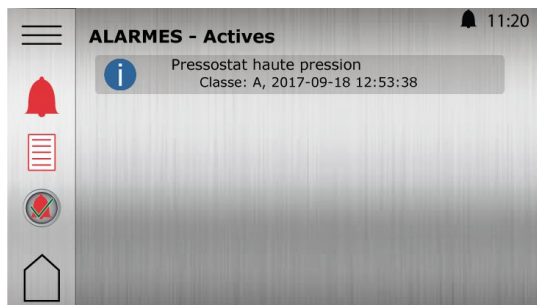 11:20
ALARMES - Actives
Pressostat haute pression
Classe: A, 2017-09-18 12:53:38